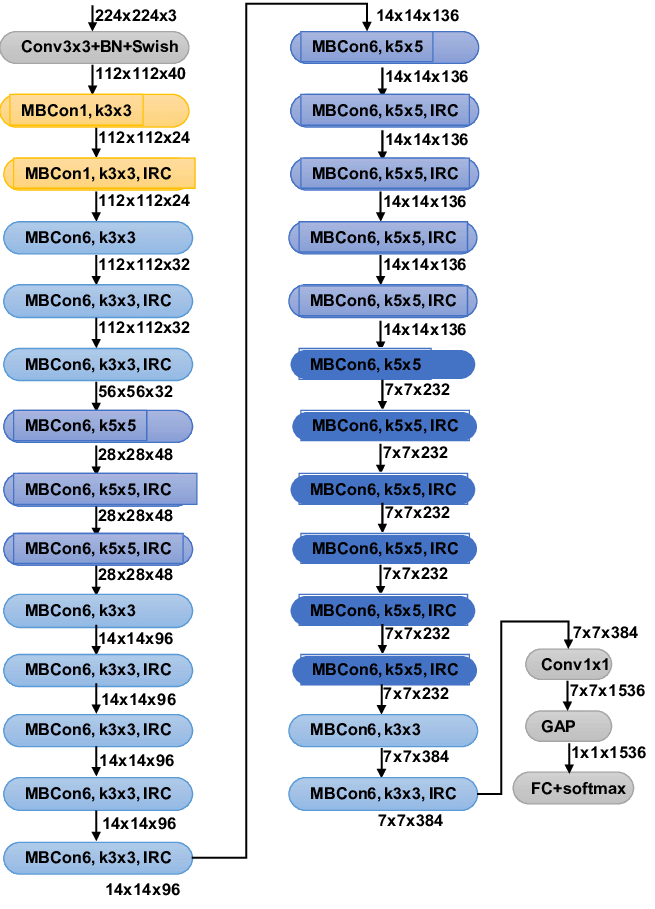 224x224x3
Conv3x3+BN+Swish
112x112x40
MBCon1, k3x3
112x112x24
MBCon1, k3x3, IRC
112x112x24
MBCon6, k3x3
112x112x32
MBCon6, k3x3, IRC
112x112x32
MBCon6, k3x3, IRC
56x56x32
MBCon6, k5x5
28x28x48
MBCon6, k5x5, IRC
28x28x48
MBCon6, k5x5, IRC
28x28x48
MBCon6, k3x3
14x14x96
MBCon6, k3x3, IRC
14x14x96
MBCon6, k3x3, IRC
14x14x96
MBCon6, k3x3, IRC
14x14x96
MBCon6, k3x3, IRC
14x14x96
14x14x136
MBCon6, k5x5
14x14x136
MBCon6, k5x5, IRC
14x14x136
MBCon6, k5x5, IRC
14x14x136
MBCon6, k5x5, IRC
14x14x136
MBCon6, k5x5, IRC
14x14x136
MBCon6, k5x5
7x7x232
MBCon6, k5x5, IRC
7x7x232
MBCon6, k5x5, IRC
7x7x232
MBCon6, k5x5, IRC
7x7x232
MBCon6, k5x5, IRC
7x7x232
MBCon6, k5x5, IRC
7x7x232
MBCon6, k3x3
7x7x384
MBCon6, k3x3, IRC
7x7x384
7x7x384
Conv1x1
7x7x1536
GAP
1x1x1536
FC+softmax